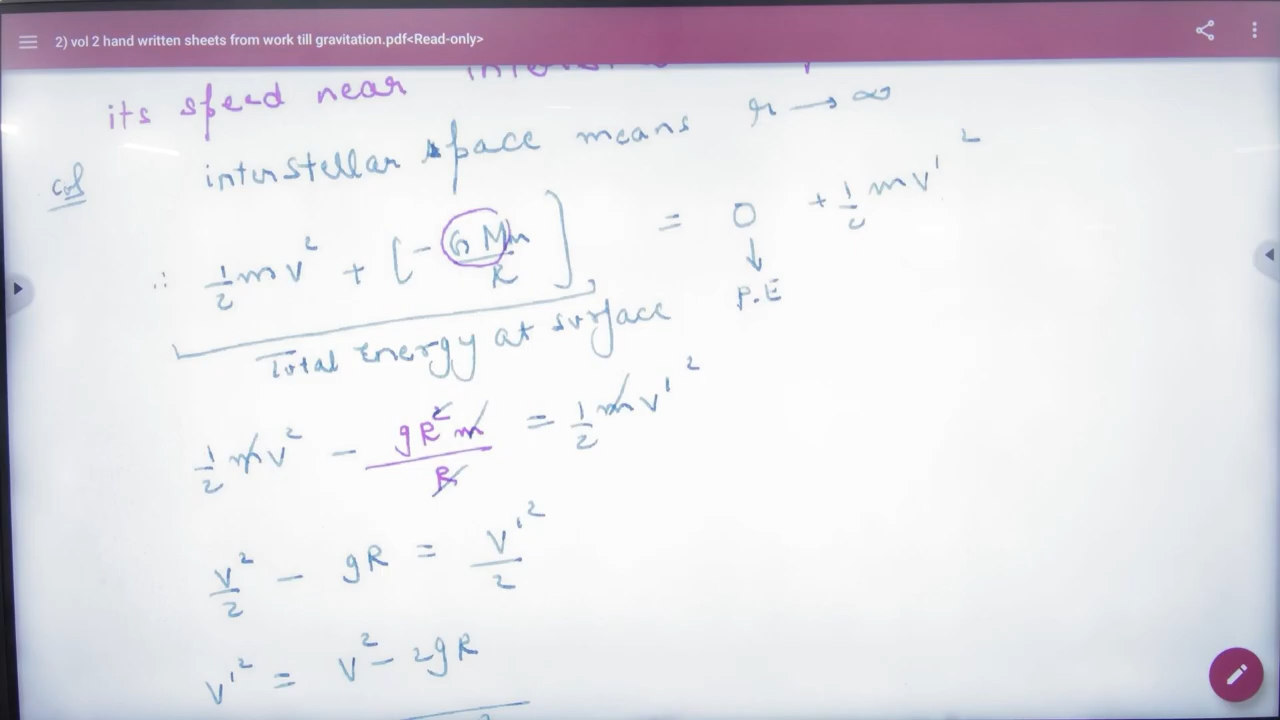 2) vol 2 hand written sheets from work till gravitation.pdf<Read-only>
its speed near
Sol interstellar space means r → ∞
∴ 1/2 mv² + [- GMm/R] = 0 + 1/2 mv'²
P.E
Total energy at surface
1/2 mv² - gR²m/R = 1/2 mv'²
v²/2 - gR = v'²/2
v'² = v² - 2gR